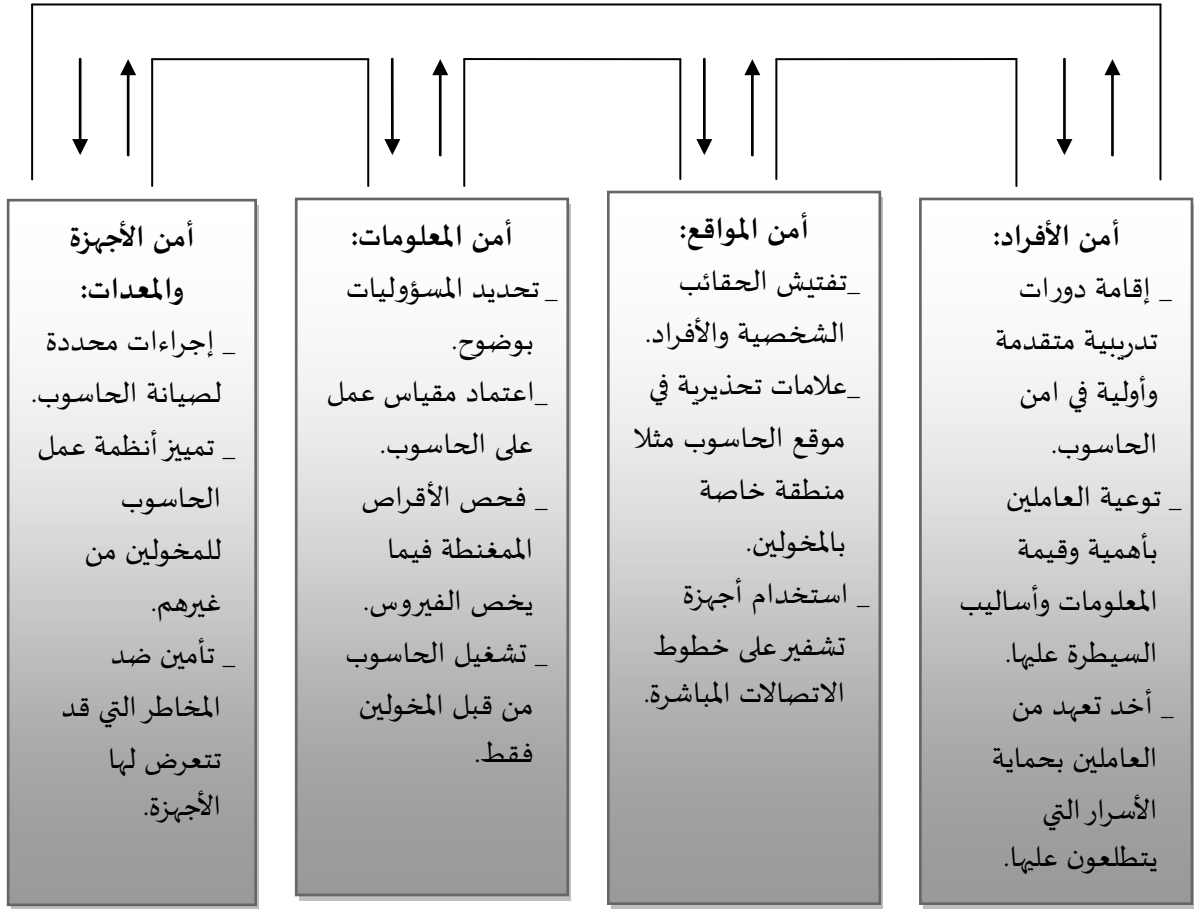 أمن الأفراد:
_ إقامة دورات
تدريبية متقدمة
وأولية في امن
الحاسوب.
_ توعية العاملين
بأهمية وقيمة
المعلومات وأساليب
السيطرة عليها.
_ أخد تعهد من
العاملين بحماية
الأسرار التي
يتطلعون عليها.
أمن المواقع:
_تفتيش الحقائب
الشخصية والأفراد.
_علامات تحذيرية في
موقع الحاسوب مثلا
منطقة خاصة
بالمخولين.
_ استخدام أجهزة
تشفير على خطوط
الاتصالات المباشرة.
أمن المعلومات:
_ تحديد المسؤوليات
بوضوح.
_اعتماد مقياس عمل
على الحاسوب.
_ فحص الأقراص
الممغنطة فيما
يخص الفيروس.
_ تشغيل الحاسوب
من قبل المخولين
فقط.
أمن الأجهزة
والمعدات:
_ إجراءات محددة
لصيانة الحاسوب.
_ تمييز أنظمة عمل
الحاسوب
للمخولين من
غيرهم.
_ تأمين ضد
المخاطر التي قد
تتعرض لها
الأجهزة.